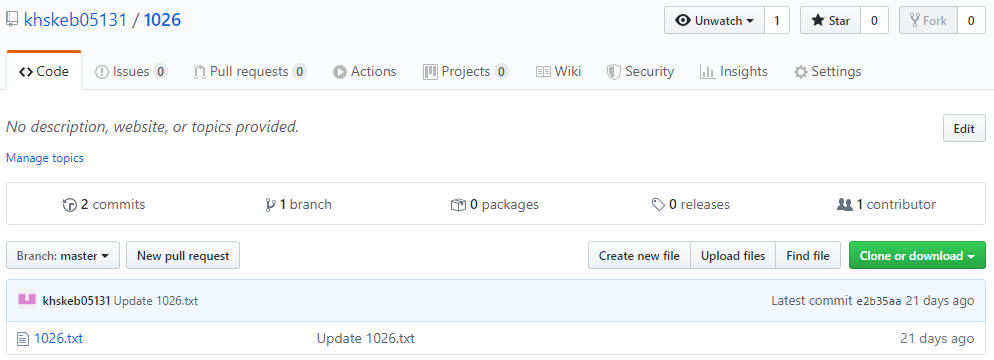 khskeb05131 / 1026 Unwatch 1 Star 0 Fork 0
Code Issues 0 Pull requests 0 Actions Projects 0 Wiki Security Insights Settings
No description, website, or topics provided. Edit
Manage topics
2 commits 1 branch 0 packages 0 releases 1 contributor
Branch: master New pull request Create new file Upload files Find file Clone or download
khskeb05131 Update 1026.txt Latest commit e2b35aa 21 days ago
1026.txt Update 1026.txt 21 days ago